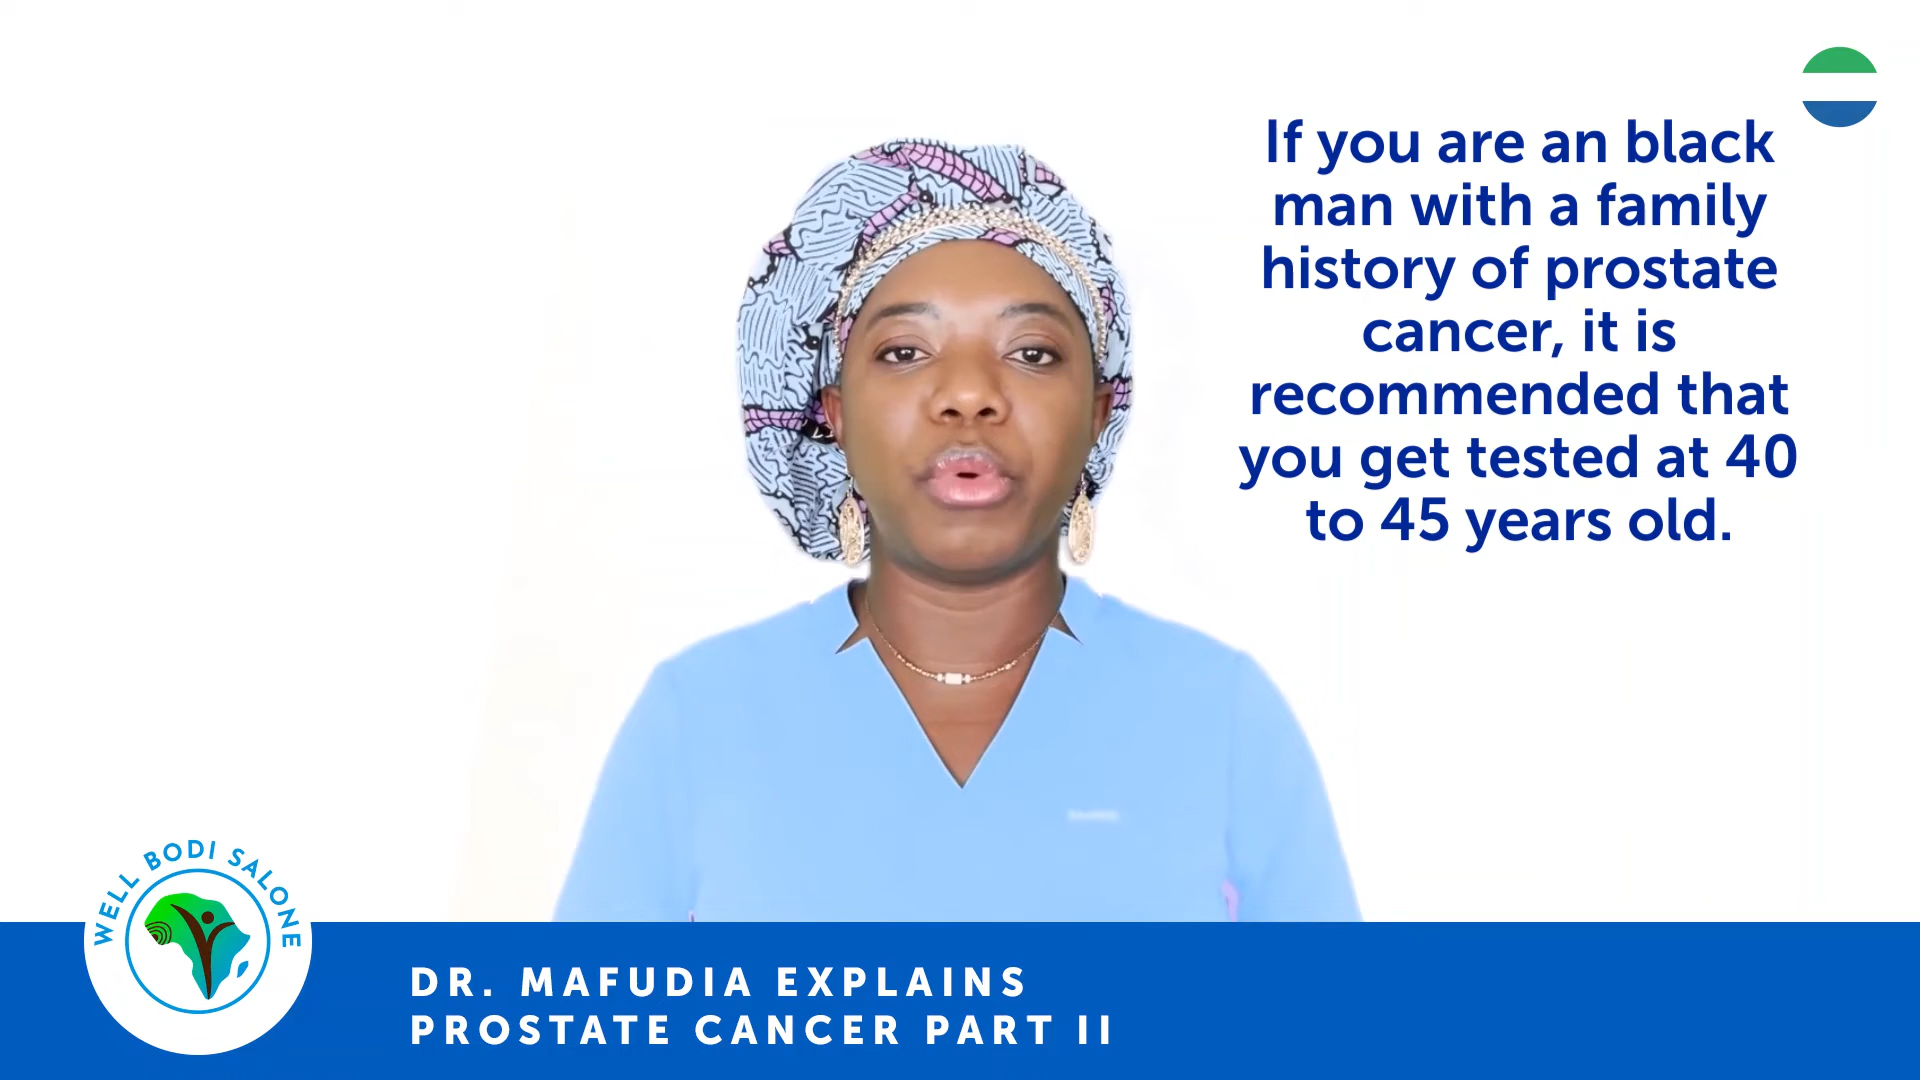 If you are an black
man with a family
history of prostate
cancer, it is
recommended that
you get tested at 40
to 45 years old.
WELL BODI SALONE
DR. MAFUDIA EXPLAINS
PROSTATE CANCER PART II